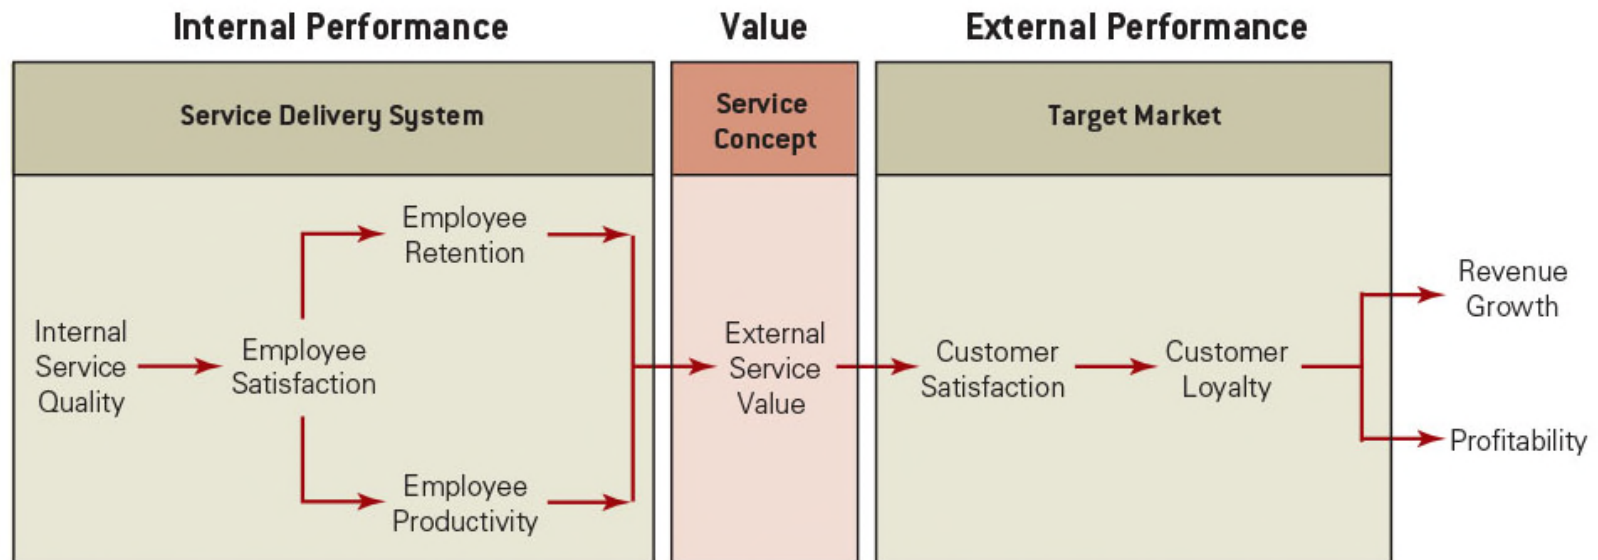 Internal Performance
Value
External Performance
Service Delivery System
Service
Concept
Target Market
Internal
Service
Quality
Employee
Satisfaction
Employee
Retention
Employee
Productivity
External
Service
Value
Customer
Satisfaction
Customer
Loyalty
Revenue
Growth
Profitability